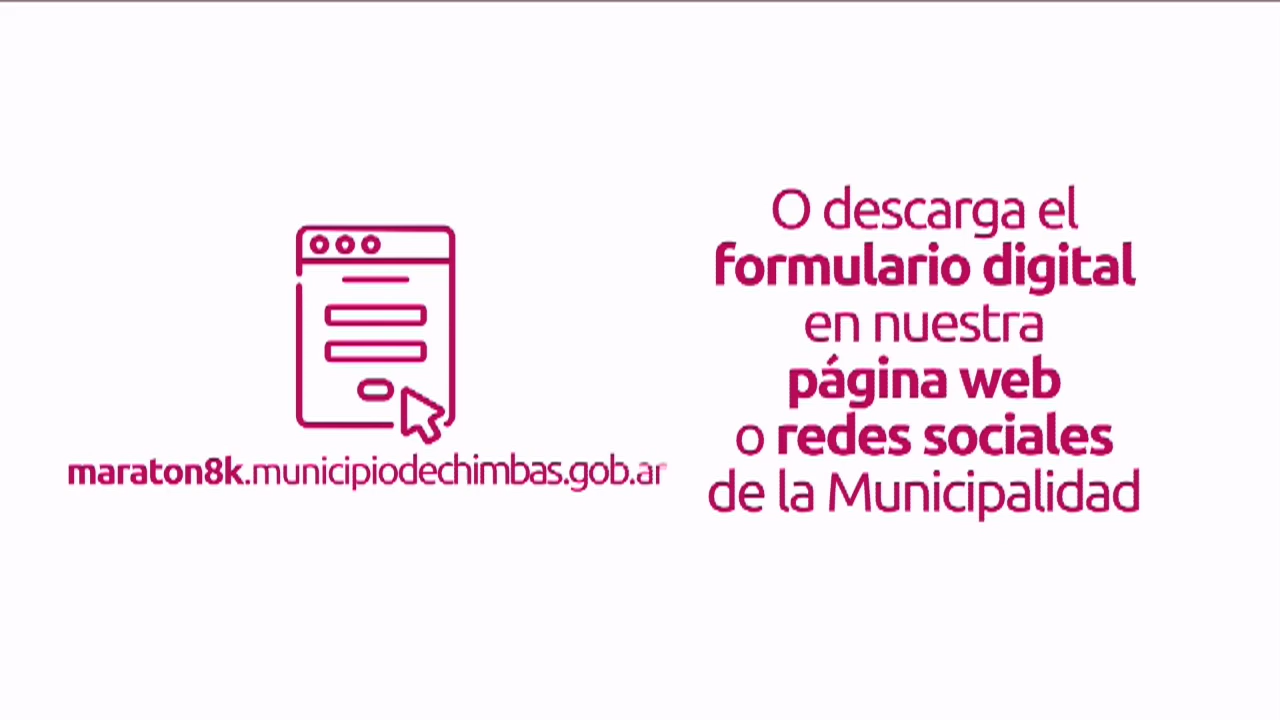 maraton8k.municipiodechimbas.gob.ar
O descarga el
formulario digital
en nuestra
página web
o redes sociales
de la Municipalidad